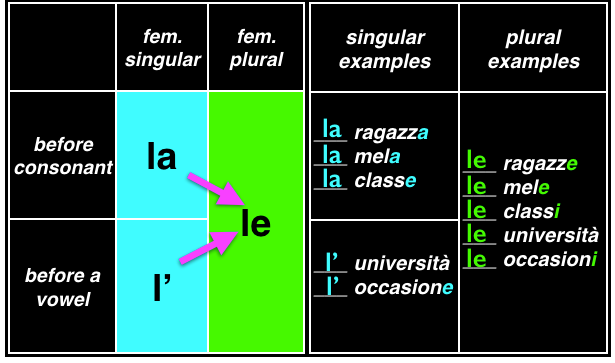 fem.
singular
fem.
plural
singular
examples
plural
examples
before
consonant
la
le
la ragazza
la mela
la classe
le ragazze
le mele
le classi
le università
le occasioni
before a
vowel
l’
l’ università
l’ occasione